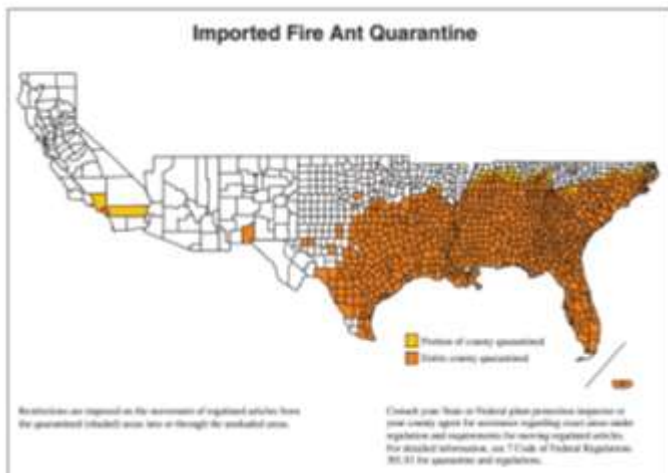 Imported Fire Ant Quarantine
Portion of county quarantined
Entire county quarantined
Restrictions are imposed on the movement of regulated articles from
the quarantined (shaded) areas into or through the unshaded areas.
Consult your State or Federal plant protection inspector or
your county agent for assistance regarding exact areas under
regulation and requirements for moving regulated articles.
For detailed information, see 7 Code of Federal Regulations
301.81 for quarantine and regulations.